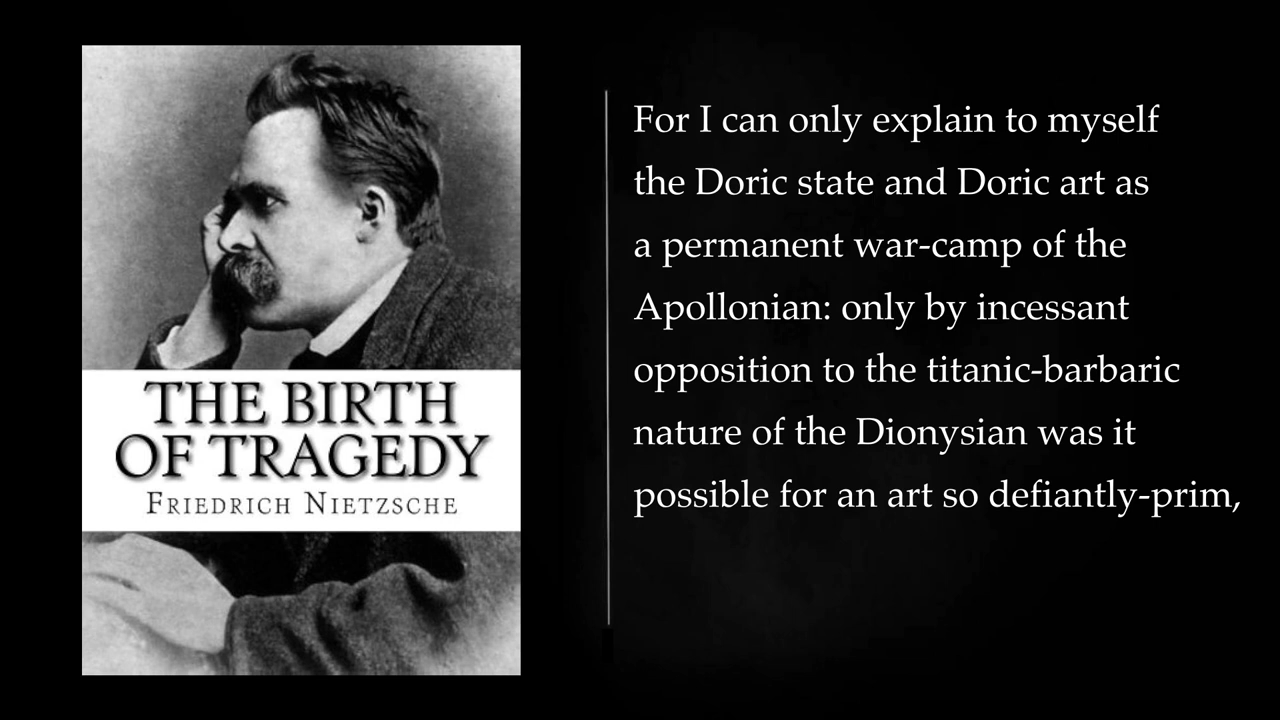 THE BIRTH
OF TRAGEDY
FRIEDRICH NIETZSCHE
For I can only explain to myself
the Doric state and Doric art as
a permanent war-camp of the
Apollonian: only by incessant
opposition to the titanic-barbaric
nature of the Dionysian was it
possible for an art so defiantly-prim,